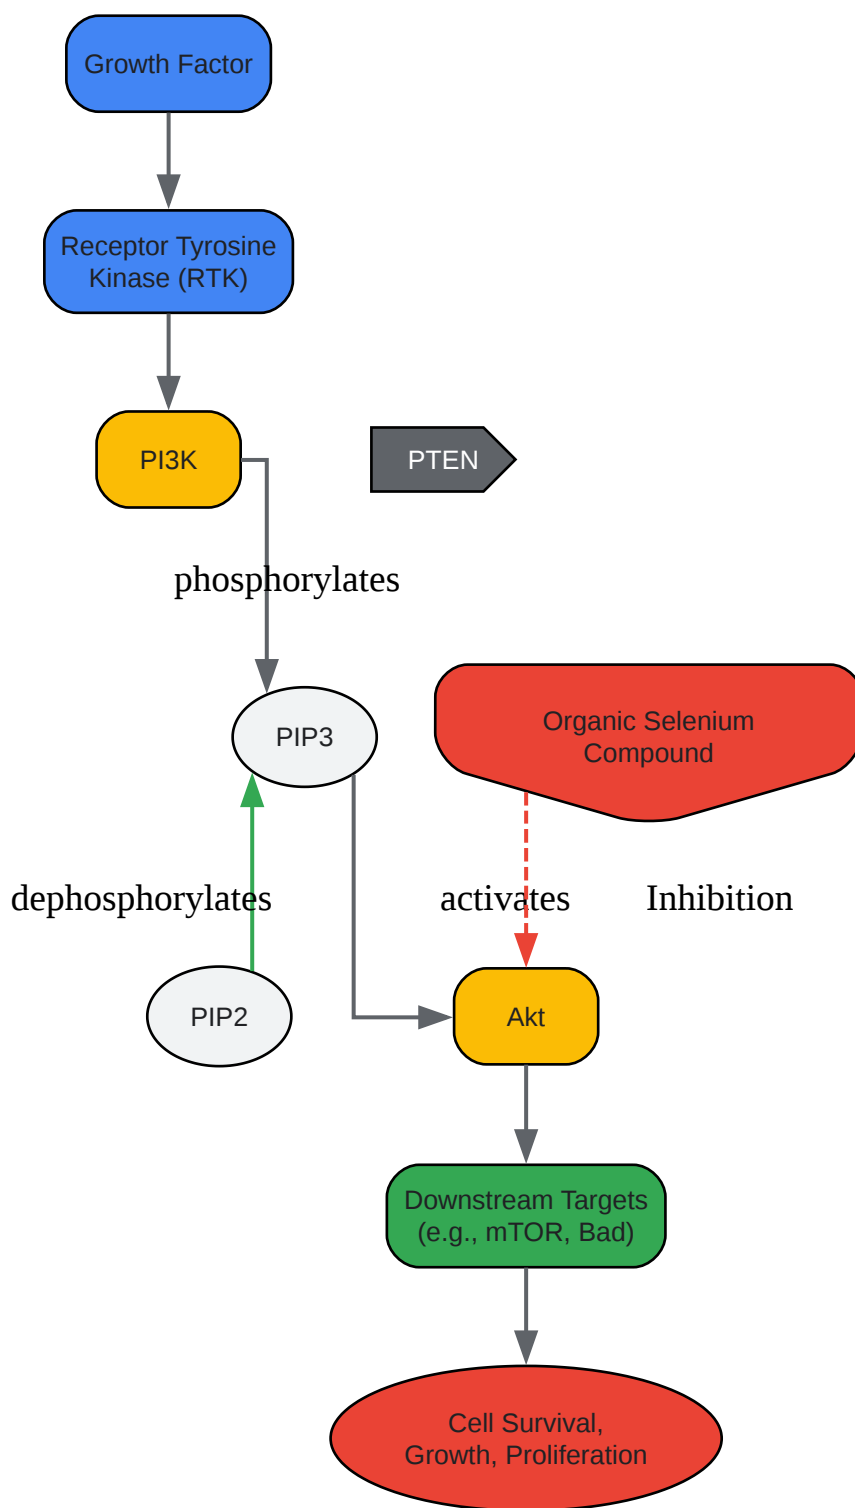 Growth Factor
Receptor Tyrosine
Kinase (RTK)
PI3K
PTEN
phosphorylates
PIP3
Organic Selenium
Compound
dephosphorylates
activates
Inhibition
PIP2
Akt
Downstream Targets
(e.g., mTOR, Bad)
Cell Survival,
Growth, Proliferation